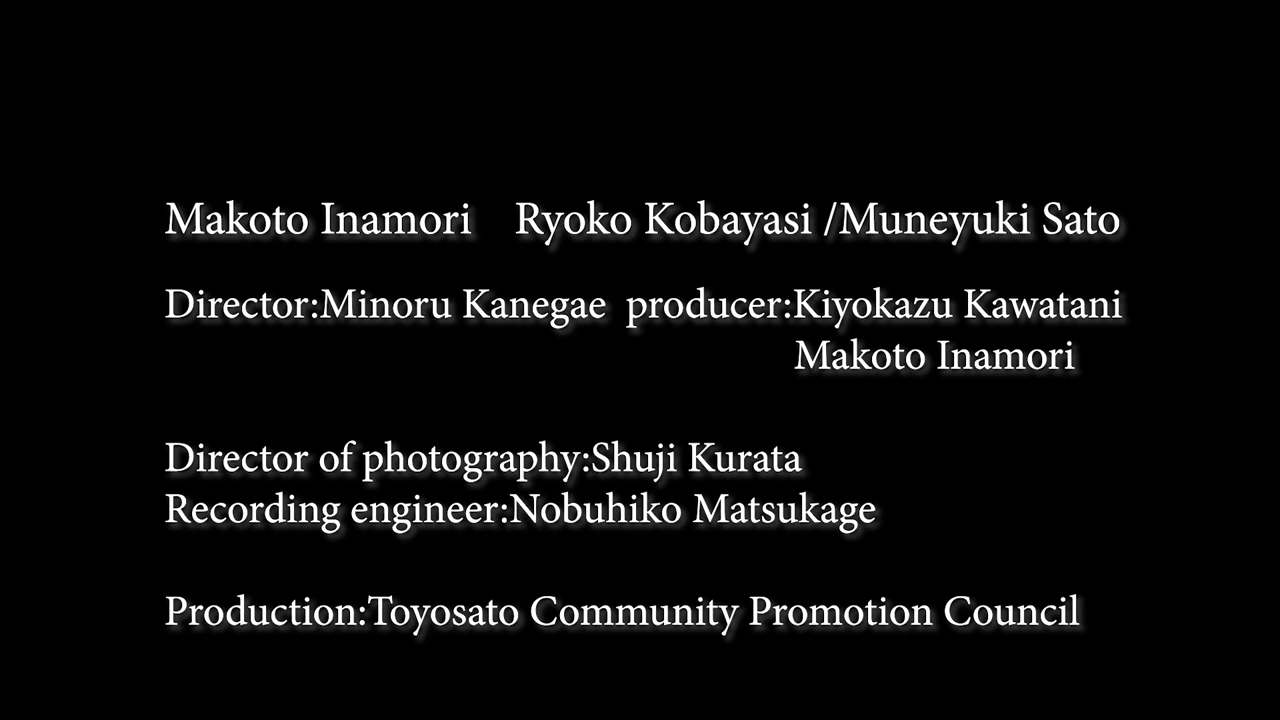 Makoto Inamori Ryoko Kobayasi /Muneyuki Sato
Director:Minoru Kanegae producer:Kiyokazu Kawatani
Makoto Inamori
Director of photography:Shuji Kurata
Recording engineer:Nobuhiko Matsukage
Production:Toyosato Community Promotion Council